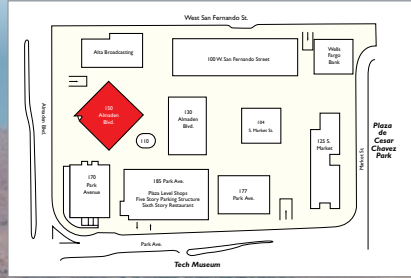 West San Fernando St.
Alta Broadcasting
100 W. San Fernando Street
Wells
Fargo
Bank
150
Almaden
Blvd.
110
130
Almaden
Blvd.
104
S. Market St.
125 S.
Market
Almaden Blvd.
Market St.
Plaza
de
Cesar
Chavez
Park
170
Park
Avenue
185 Park Ave.
Plaza Level Shops
Five Story Parking Structure
Sixth Story Restaurant
177
Park Ave.
Park Ave.
Tech Museum